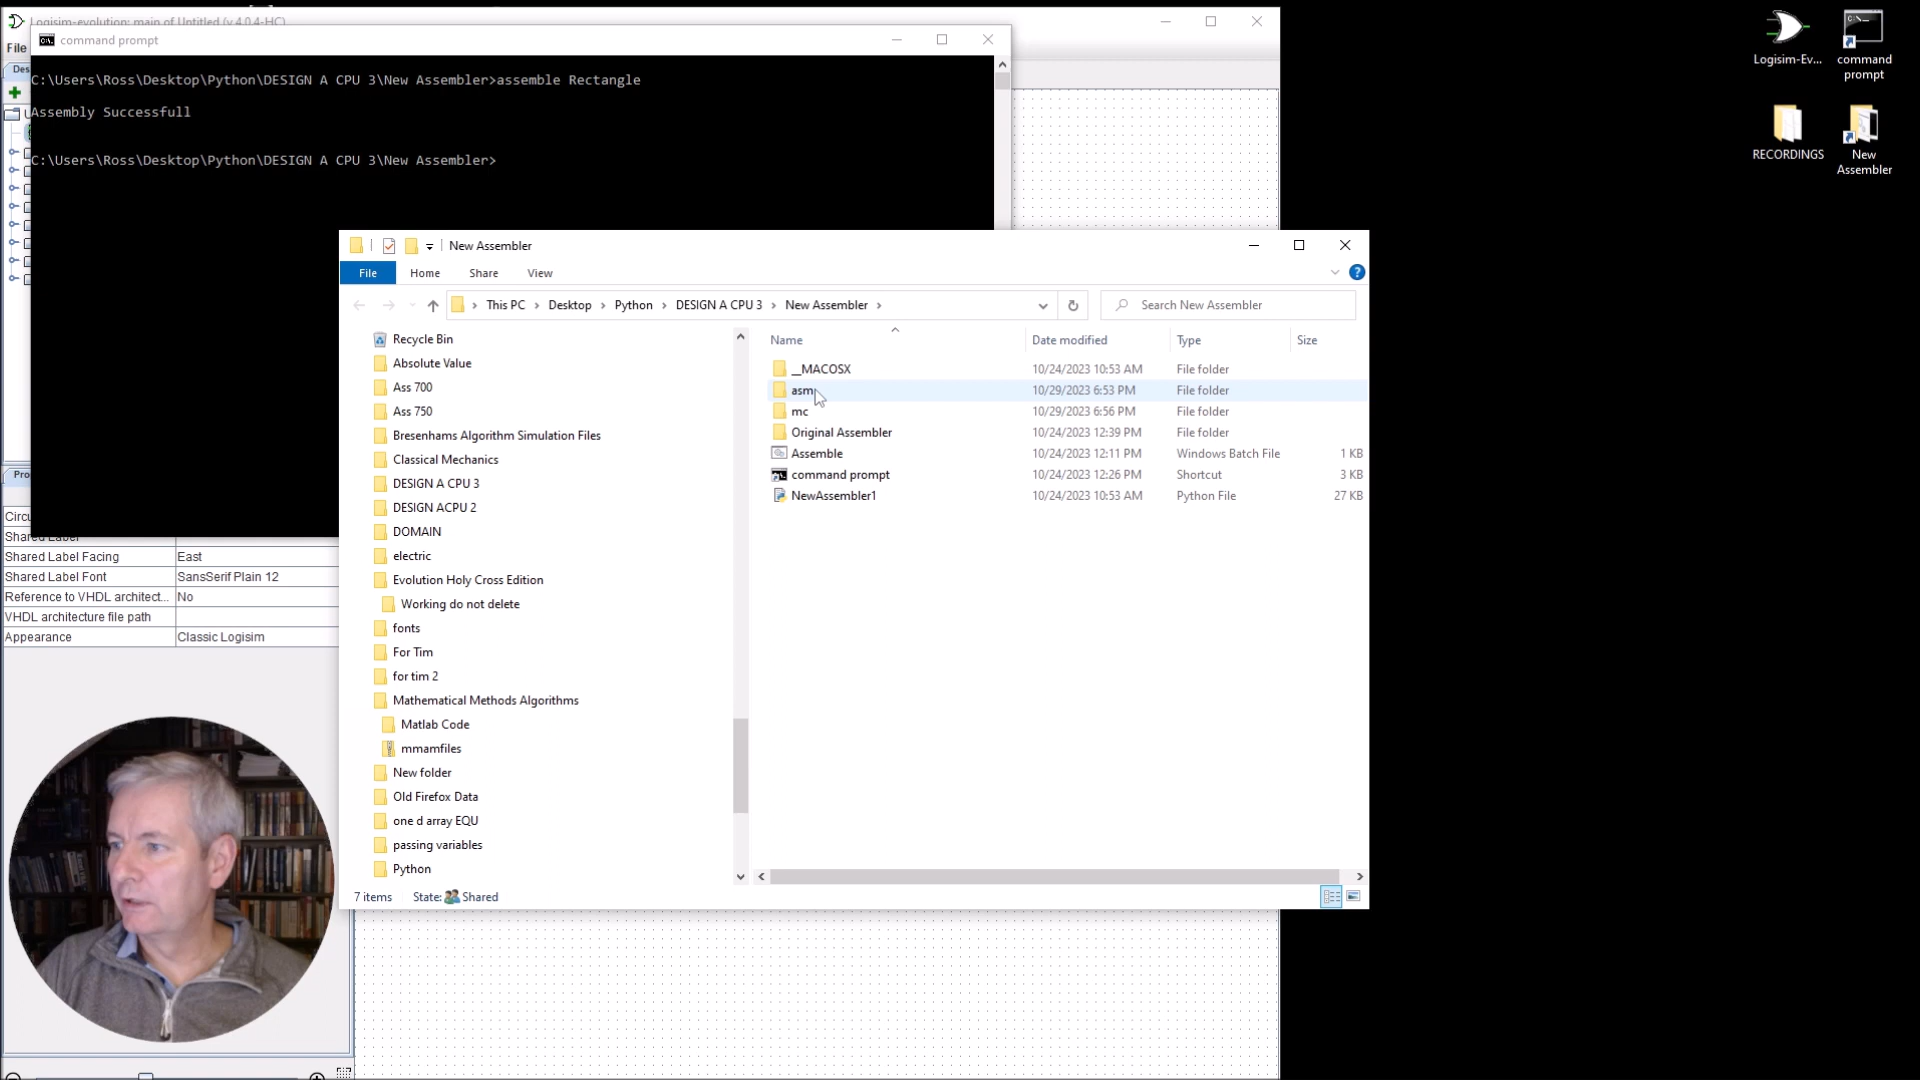 Logisim-evolution: main of Untitled (v 4.0.4-HC)
File
command prompt
C:\Users\Ross\Desktop\Python\DESIGN A CPU 3\New Assembler>assemble Rectangle
Assembly Successfull
C:\Users\Ross\Desktop\Python\DESIGN A CPU 3\New Assembler>
Logisim-Ev...
command prompt
RECORDINGS
New Assembler
New Assembler
File
Home
Share
View
This PC
Desktop
Python
DESIGN A CPU 3
New Assembler
Search New Assembler
Recycle Bin
Absolute Value
Ass 700
Ass 750
Bresenhams Algorithm Simulation Files
Classical Mechanics
DESIGN A CPU 3
DESIGN ACPU 2
DOMAIN
electric
Evolution Holy Cross Edition
Working do not delete
fonts
For Tim
for tim 2
Mathematical Methods Algorithms
Matlab Code
mmamfiles
New folder
Old Firefox Data
one d array EQU
passing variables
Python
Name Date modified Type Size
__MACOSX 10/24/2023 10:53 AM File folder
asm 10/29/2023 6:53 PM File folder
mc 10/29/2023 6:56 PM File folder
Original Assembler 10/24/2023 12:39 PM File folder
Assemble 10/24/2023 12:11 PM Windows Batch File 1 KB
command prompt 10/24/2023 12:26 PM Shortcut 3 KB
NewAssembler1 10/24/2023 10:53 AM Python File 27 KB
7 items State: Shared
Shared Label
Shared Label Facing East
Shared Label Font SansSerif Plain 12
Reference to VHDL architect... No
VHDL architecture file path
Appearance Classic Logisim